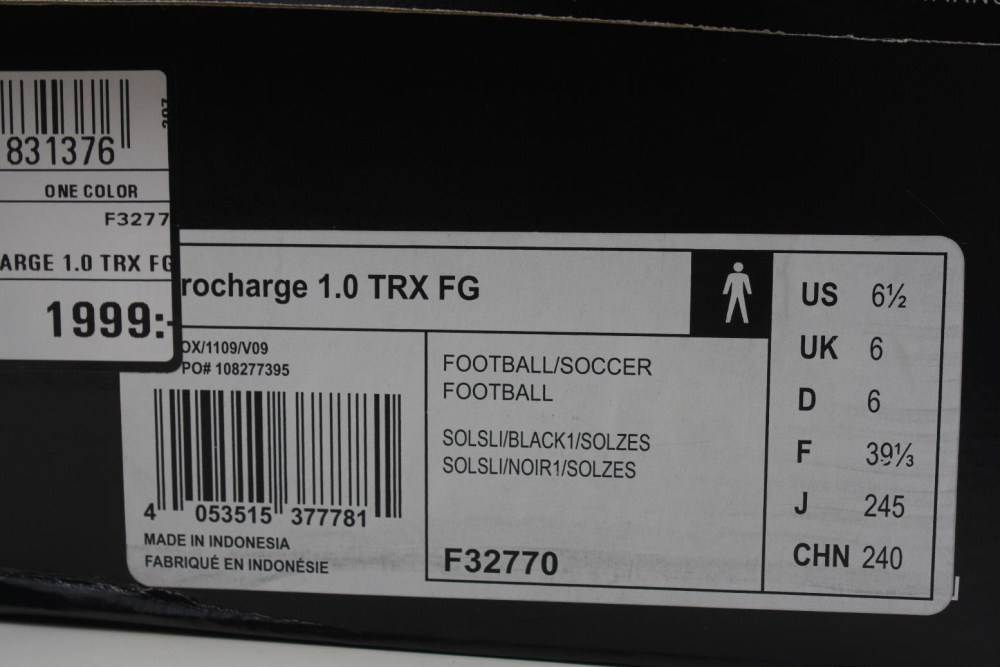 831376
ONE COLOR
F3277
ARGE 1.0 TRX FG
1999:-
rocharge 1.0 TRX FG
OX/1109/V09
PO# 108277395
4 053515 377781
MADE IN INDONESIA
FABRIQUÉ EN INDONÉSIE
FOOTBALL/SOCCER
FOOTBALL
SOLSLI/BLACK1/SOLZES
SOLSLI/NOIR1/SOLZES
F32770
US 6½
UK 6
D 6
F 39⅓
J 245
CHN 240